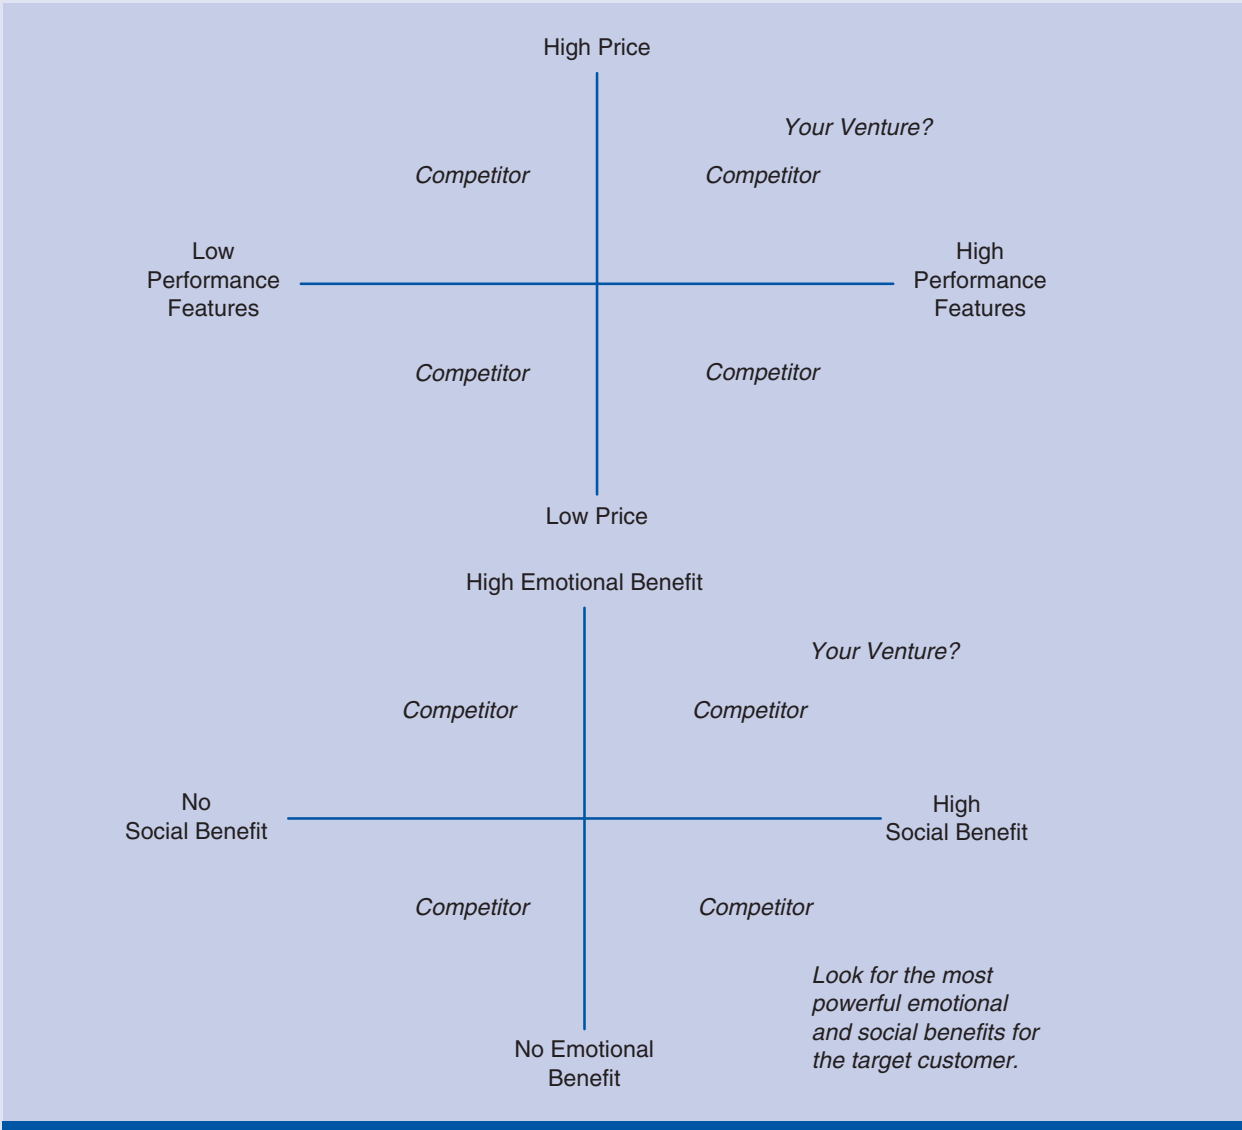 High Price
Your Venture?
Competitor
Competitor
Low
Performance
Features
High
Performance
Features
Competitor
Competitor
Low Price
High Emotional Benefit
Your Venture?
Competitor
Competitor
No
Social Benefit
High
Social Benefit
Competitor
Competitor
Look for the most
powerful emotional
and social benefits for
the target customer.
No Emotional
Benefit